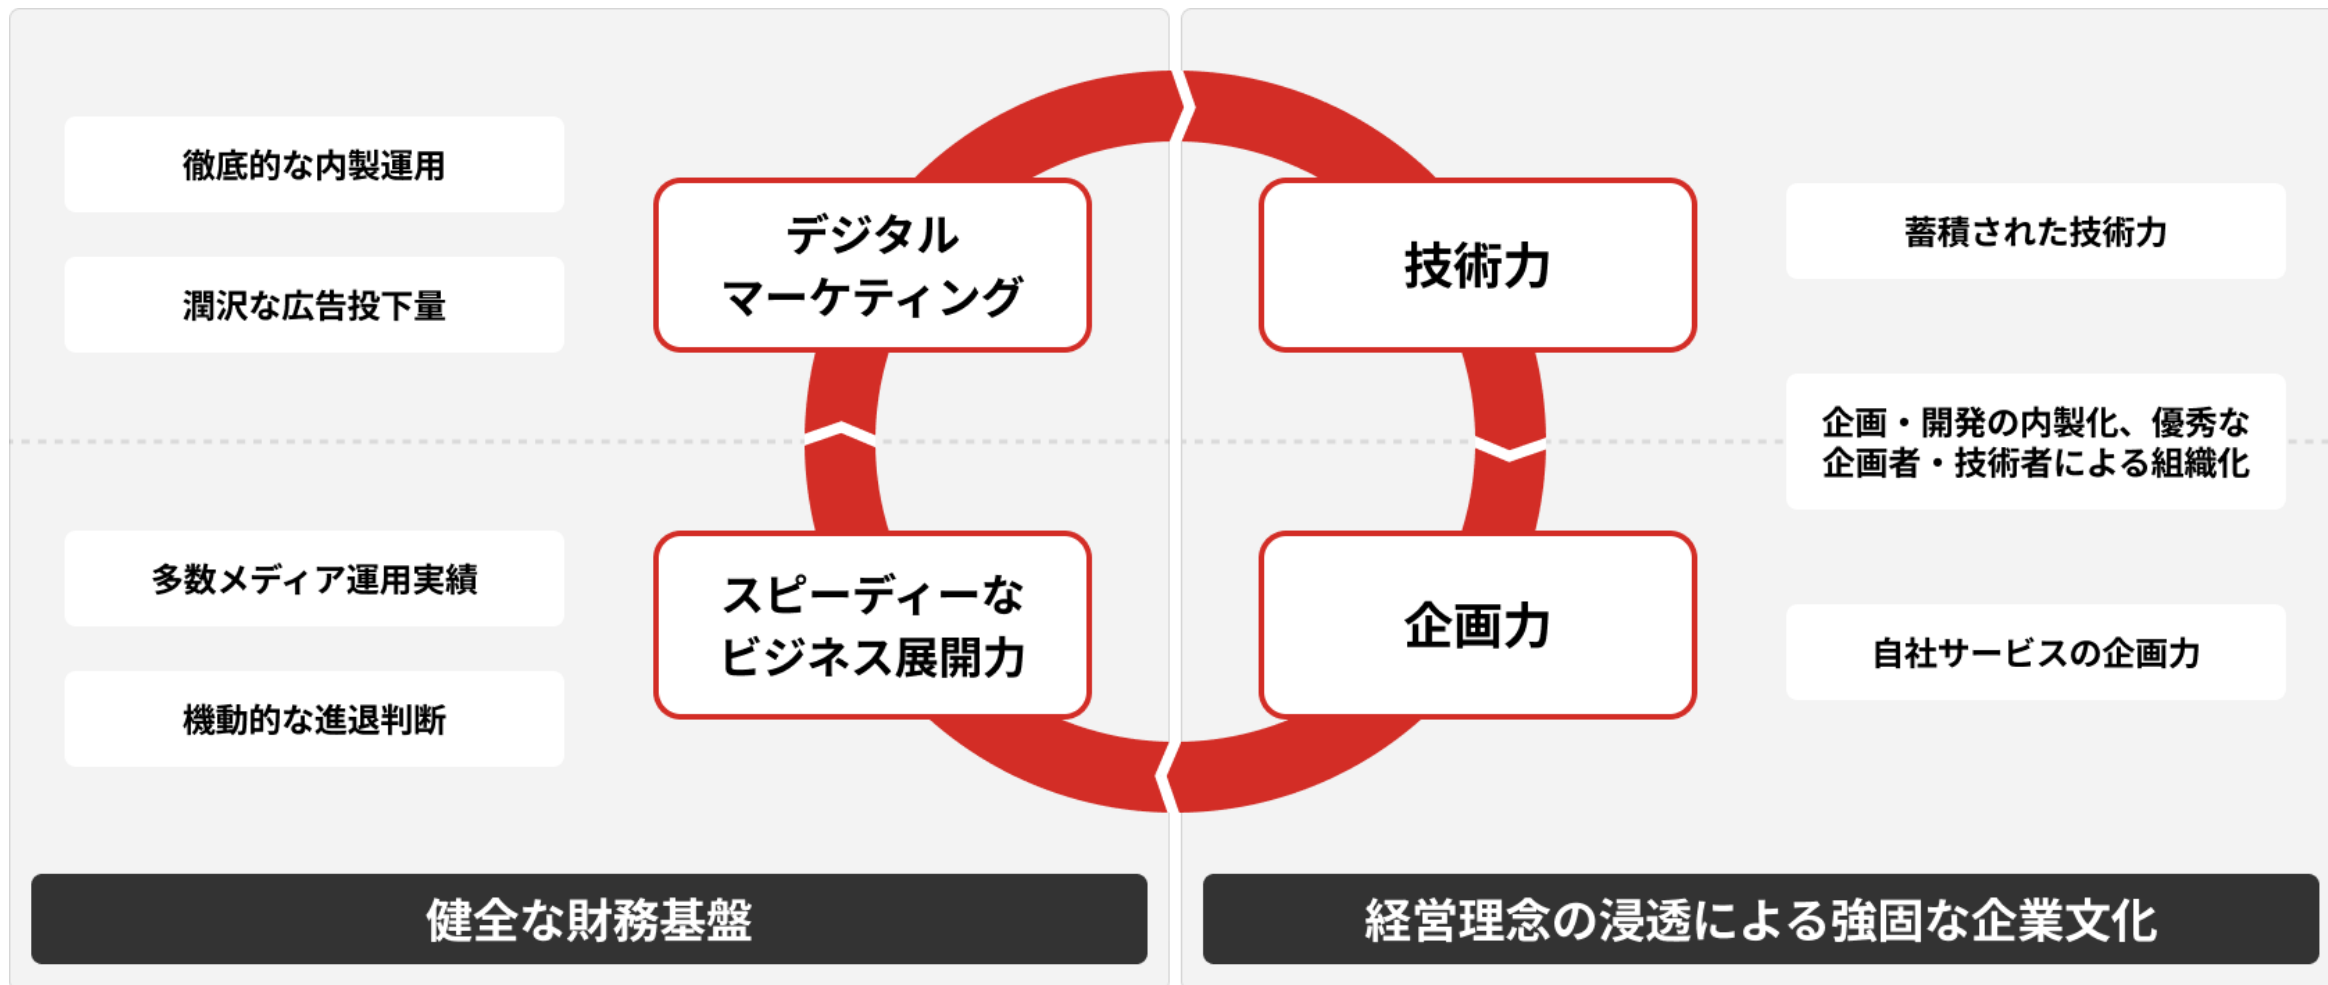 徹底的な内製運用
潤沢な広告投下量
デジタル
マーケティング
技術力
蓄積された技術力
企画・開発の内製化、優秀な
企画者・技術者による組織化
多数メディア運用実績
機動的な進退判断
スピーディーな
ビジネス展開力
企画力
自社サービスの企画力
健全な財務基盤
経営理念の浸透による強固な企業文化